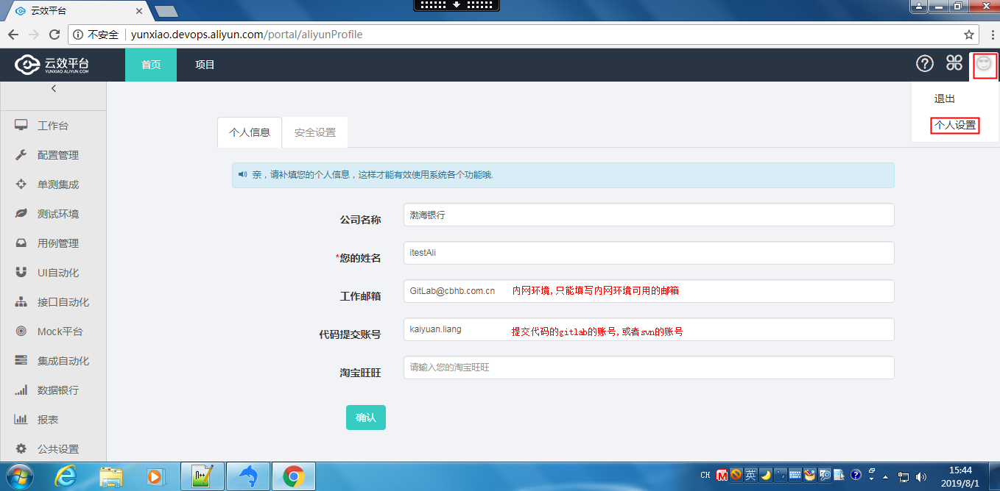 云效平台
不安全 yunxiao.devops.aliyun.com/portal/aliyunProfile
云效平台
YUNXIAO.ALIYUN.COM
首页
项目
退出
个人设置
工作台
配置管理
单测集成
测试环境
用例管理
UI自动化
接口自动化
Mock平台
集成自动化
数据银行
报表
公共设置
个人信息
安全设置
亲，请补填您的个人信息，这样才能有效使用系统各个功能哦.
公司名称 渤海银行
*您的姓名 itestAli
工作邮箱 GitLab@cbhb.com.cn 内网环境,只能填写内网环境可用的邮箱
代码提交账号 kaiyuan.liang 提交代码的gitlab的账号,或者svn的账号
淘宝旺旺 请输入您的淘宝旺旺
确认
CH
英
15:44
2019/8/1